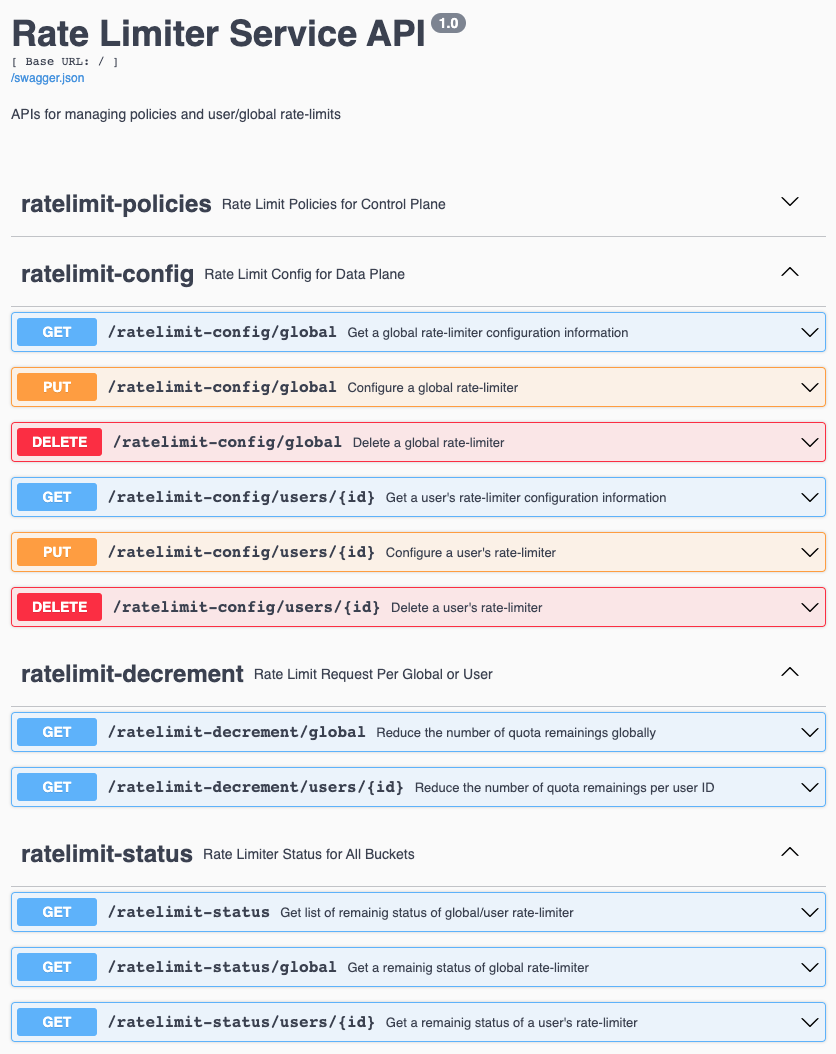 Rate Limiter Service API 1.0
[ Base URL: / ]
/swagger.json
APIs for managing policies and user/global rate-limits
ratelimit-policies Rate Limit Policies for Control Plane
ratelimit-config Rate Limit Config for Data Plane
GET /ratelimit-config/global Get a global rate-limiter configuration information
PUT /ratelimit-config/global Configure a global rate-limiter
DELETE /ratelimit-config/global Delete a global rate-limiter
GET /ratelimit-config/users/{id} Get a user's rate-limiter configuration information
PUT /ratelimit-config/users/{id} Configure a user's rate-limiter
DELETE /ratelimit-config/users/{id} Delete a user's rate-limiter
ratelimit-decrement Rate Limit Request Per Global or User
GET /ratelimit-decrement/global Reduce the number of quota remainings globally
GET /ratelimit-decrement/users/{id} Reduce the number of quota remainings per user ID
ratelimit-status Rate Limiter Status for All Buckets
GET /ratelimit-status Get list of remainig status of global/user rate-limiter
GET /ratelimit-status/global Get a remainig status of global rate-limiter
GET /ratelimit-status/users/{id} Get a remainig status of a user's rate-limiter